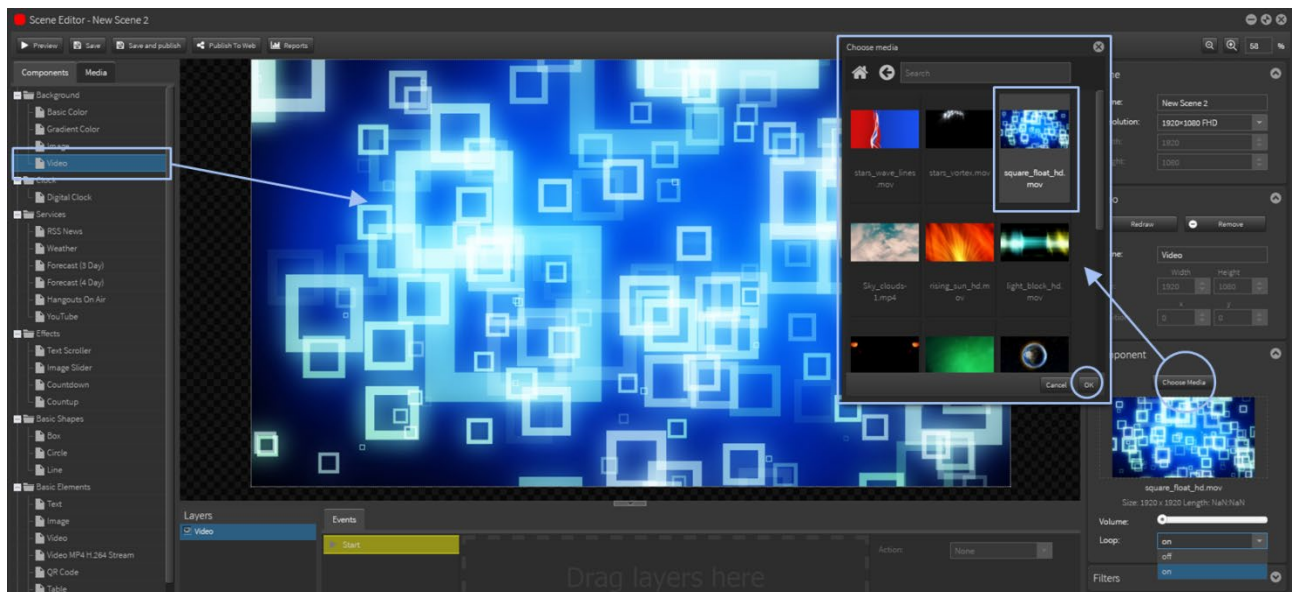 Scene Editor - New Scene 2
Preview Save Save and publish Publish To Web Reports 58 %
Components Media
Background
Basic Color
Gradient Color
Image
Video
Clock
Digital Clock
Services
RSS News
Weather
Forecast (3 Day)
Forecast (4 Day)
Hangouts On Air
YouTube
Effects
Text Scroller
Image Slider
Countdown
Countup
Basic Shapes
Box
Circle
Line
Basic Elements
Text
Image
Video
Video MP4 H.264 Stream
QR Code
Table
Choose media
Search
stars_wave_lines
.mov
stars_vortex.mov
square_float_hd.
mov
Sky_clouds-
1.mp4
rising_sun_hd.m
ov
light_block_hd.
mov
Cancel OK
New Scene 2
1920×1080 FHD
1920
1080
Redraw Remove
Video
Width Height
1920 1080
x y
0 0
Choose Media
square_float_hd.mov
Size: 1920 x 1920 Length: NaN:NaN
Volume:
Loop: on
off
on
Filters
Layers
Video
Events
Start
Drag layers here
Action: None